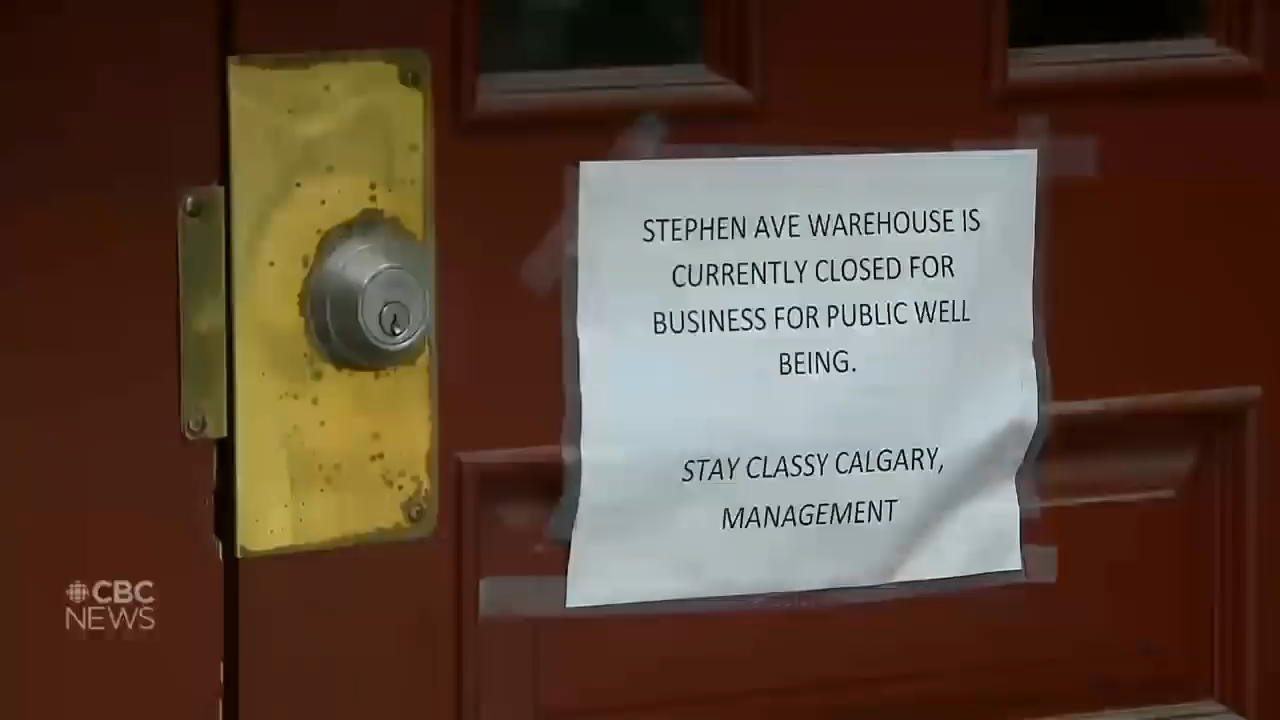 STEPHEN AVE WAREHOUSE IS
CURRENTLY CLOSED FOR
BUSINESS FOR PUBLIC WELL
BEING.
STAY CLASSY CALGARY,
MANAGEMENT
CBC
NEWS